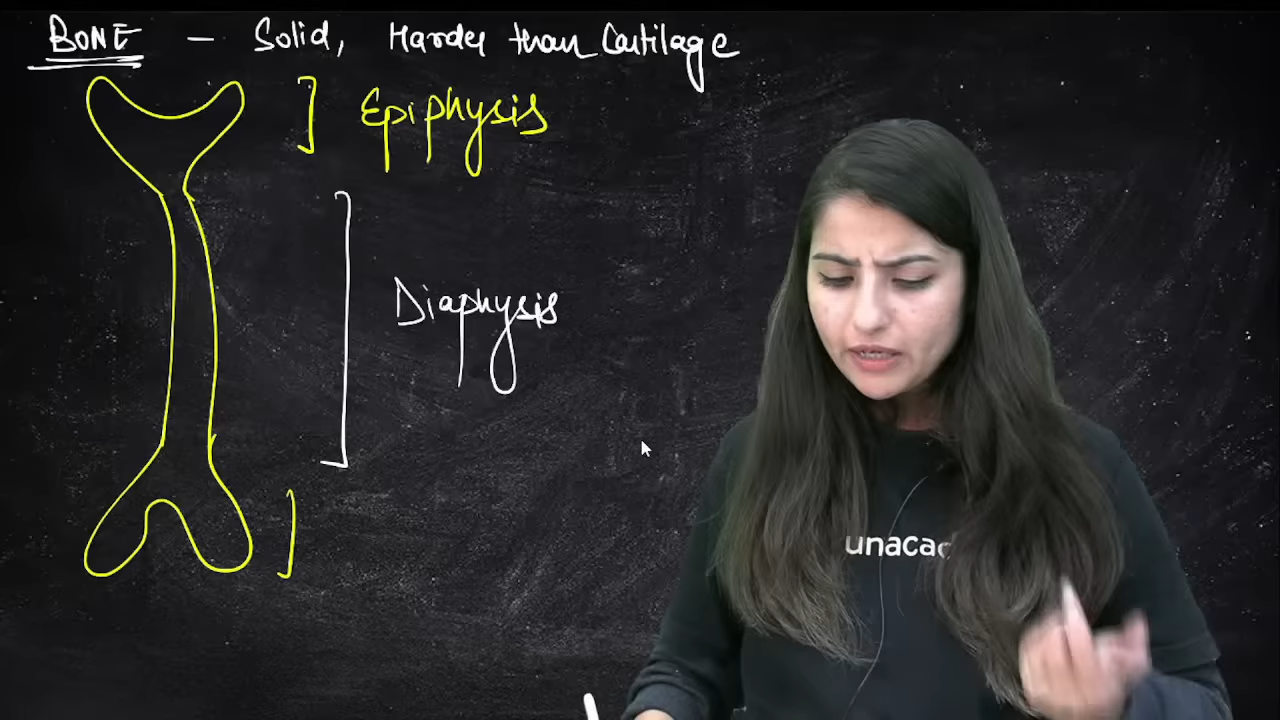 BONE - Solid, Harder than Cartilage
Epiphysis
Diaphysis
unacad